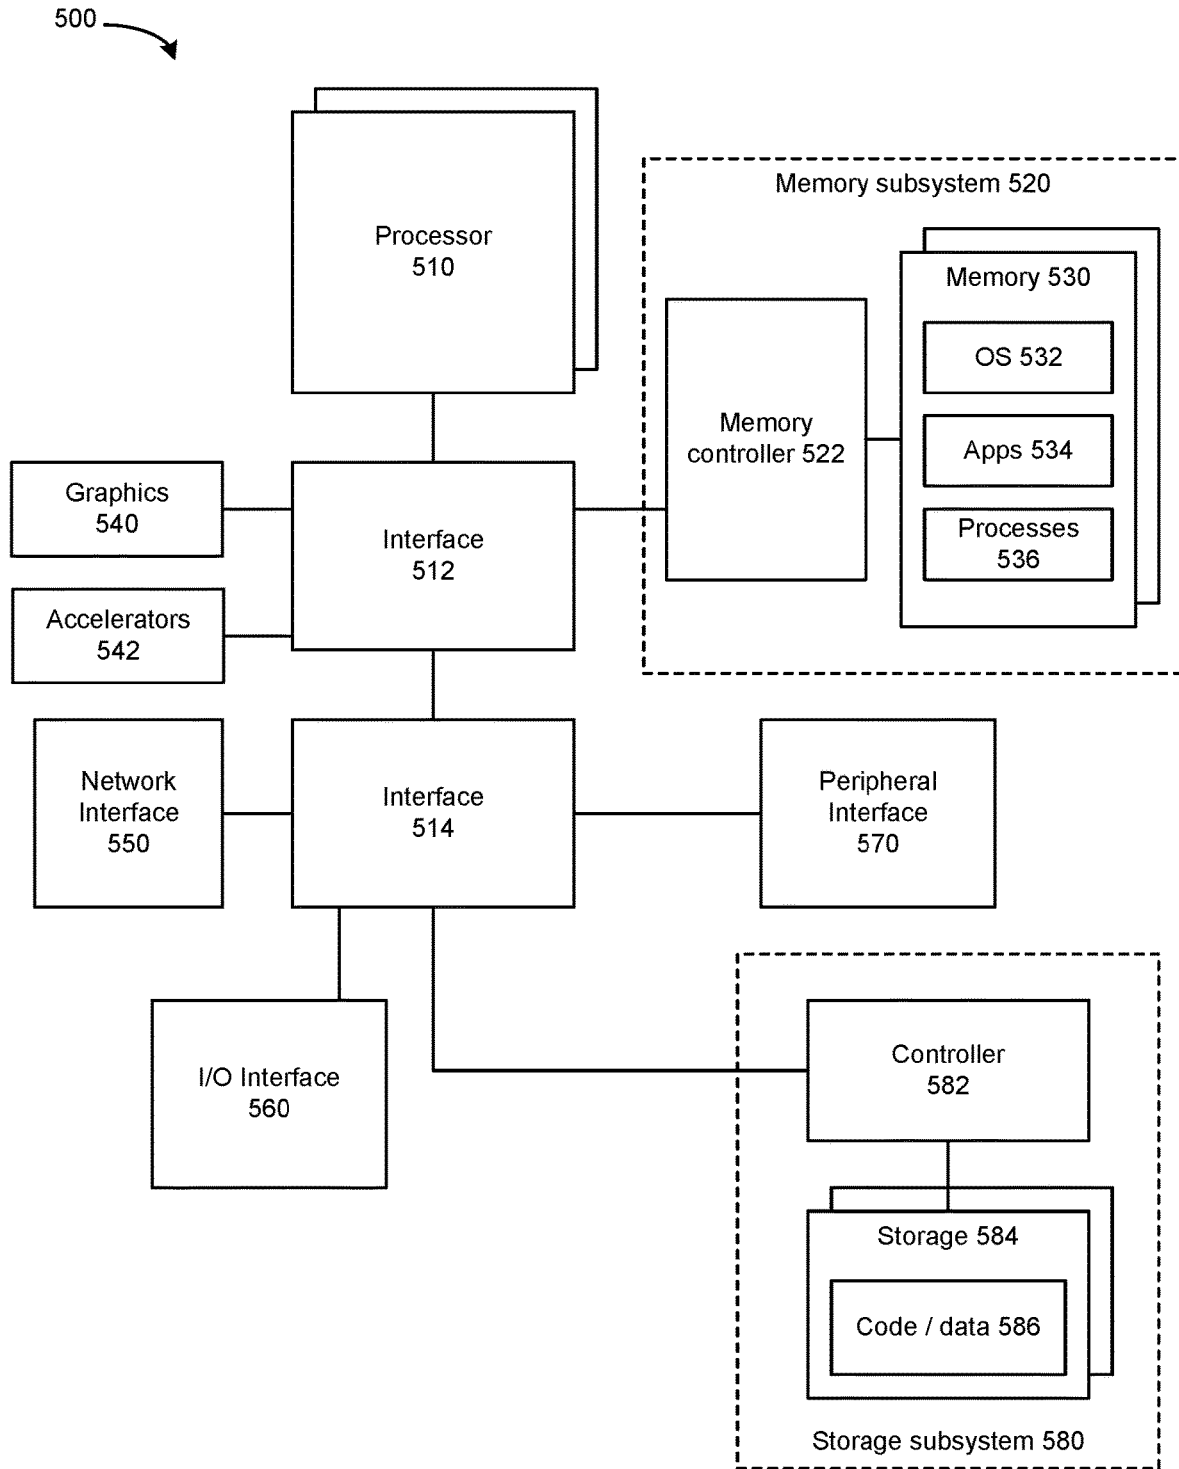 500
Processor
510
Memory subsystem 520
Memory 530
OS 532
Apps 534
Processes
536
Memory
controller 522
Graphics
540
Interface
512
Accelerators
542
Network
Interface
550
Interface
514
Peripheral
Interface
570
I/O Interface
560
Controller
582
Storage 584
Code / data 586
Storage subsystem 580